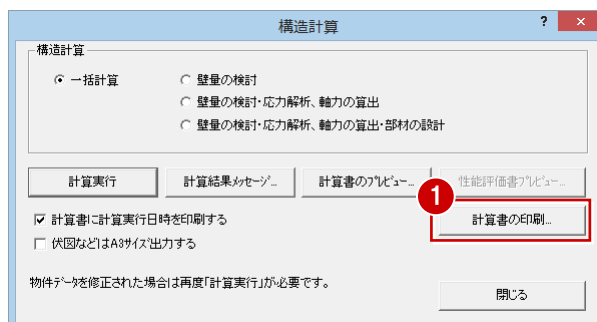 構造計算
? ×
構造計算
一括計算
壁量の検討
壁量の検討・応力解析、軸力の算出
壁量の検討・応力解析、軸力の算出・部材の設計
計算実行 計算結果ﾒｯｾｰｼﾞ... 計算書のﾌﾟﾚﾋﾞｭｰ... 性能評価書ﾌﾟﾚﾋﾞｭｰ...
1
計算書に計算実行日時を印刷する
計算書の印刷...
伏図などはA3ｻｲｽﾞ出力する
物件ﾃﾞｰﾀを修正された場合は再度「計算実行」が必要です。
閉じる